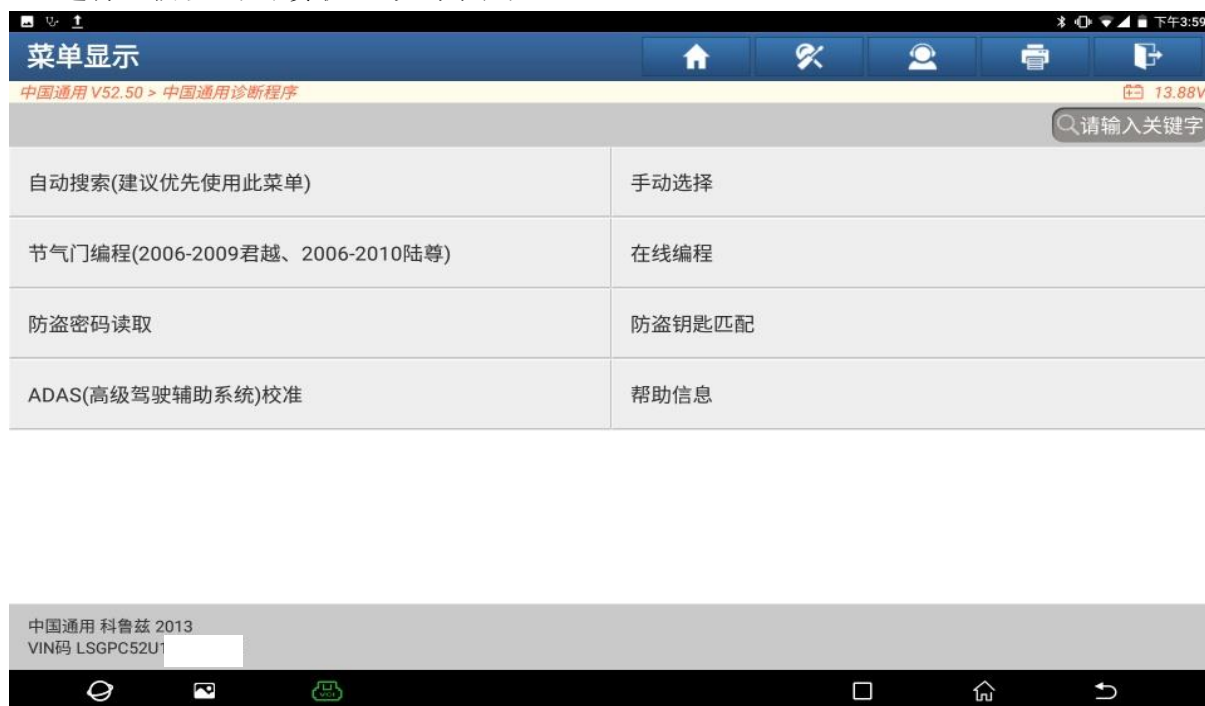 下午3:59
菜单显示
中国通用 V52.50 > 中国通用诊断程序
13.88V
请输入关键字
自动搜索(建议优先使用此菜单)
手动选择
节气门编程(2006-2009君越、2006-2010陆尊)
在线编程
防盗密码读取
防盗钥匙匹配
ADAS(高级驾驶辅助系统)校准
帮助信息
中国通用 科鲁兹 2013
VIN码 LSGPC52U1
VCI